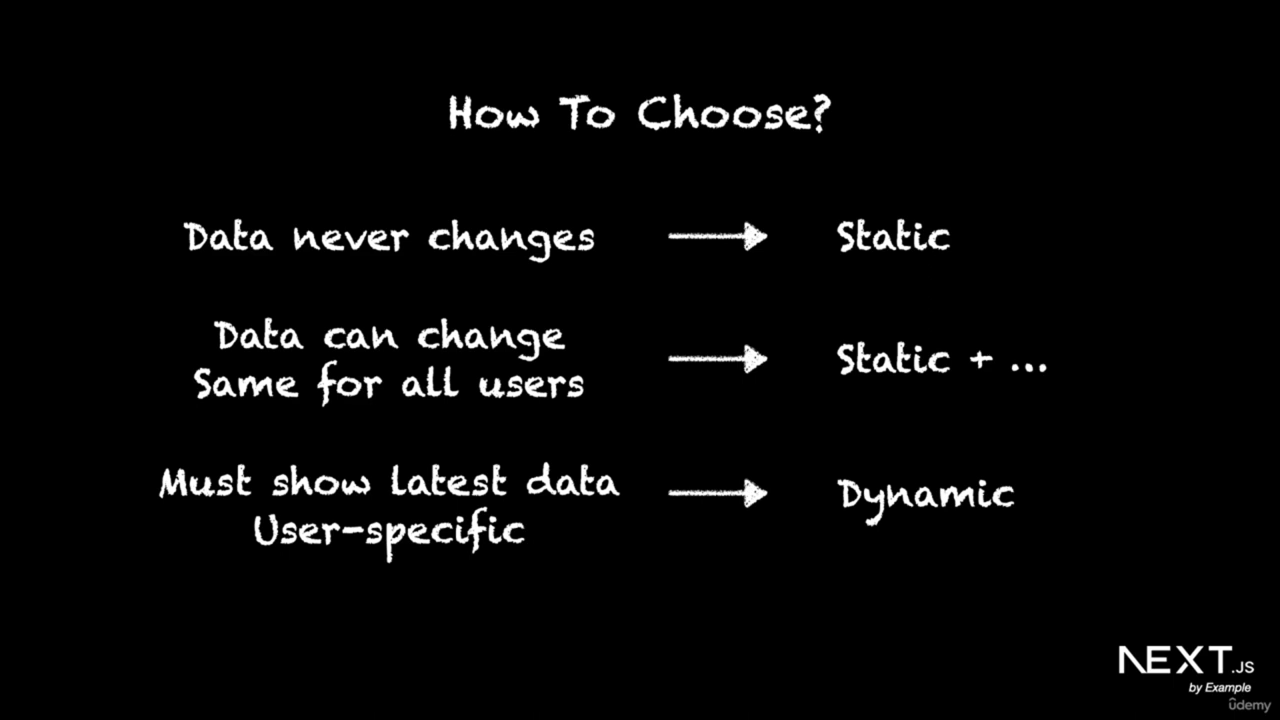 How To Choose?
Data never changes
Static
Data can change
Same for all users
Static + ...
Must show latest data
User-specific
Dynamic
NEXT.JS
by Example
ûdemy